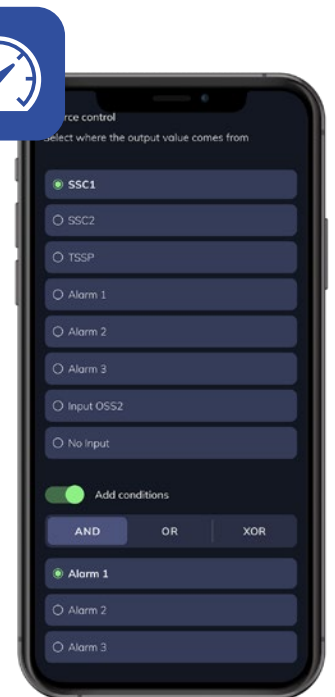 control
Select where the output value comes from
SSC1
SSC2
TSSP
Alarm 1
Alarm 2
Alarm 3
Input OSS2
No Input
Add conditions
AND OR XOR
Alarm 1
Alarm 2
Alarm 3